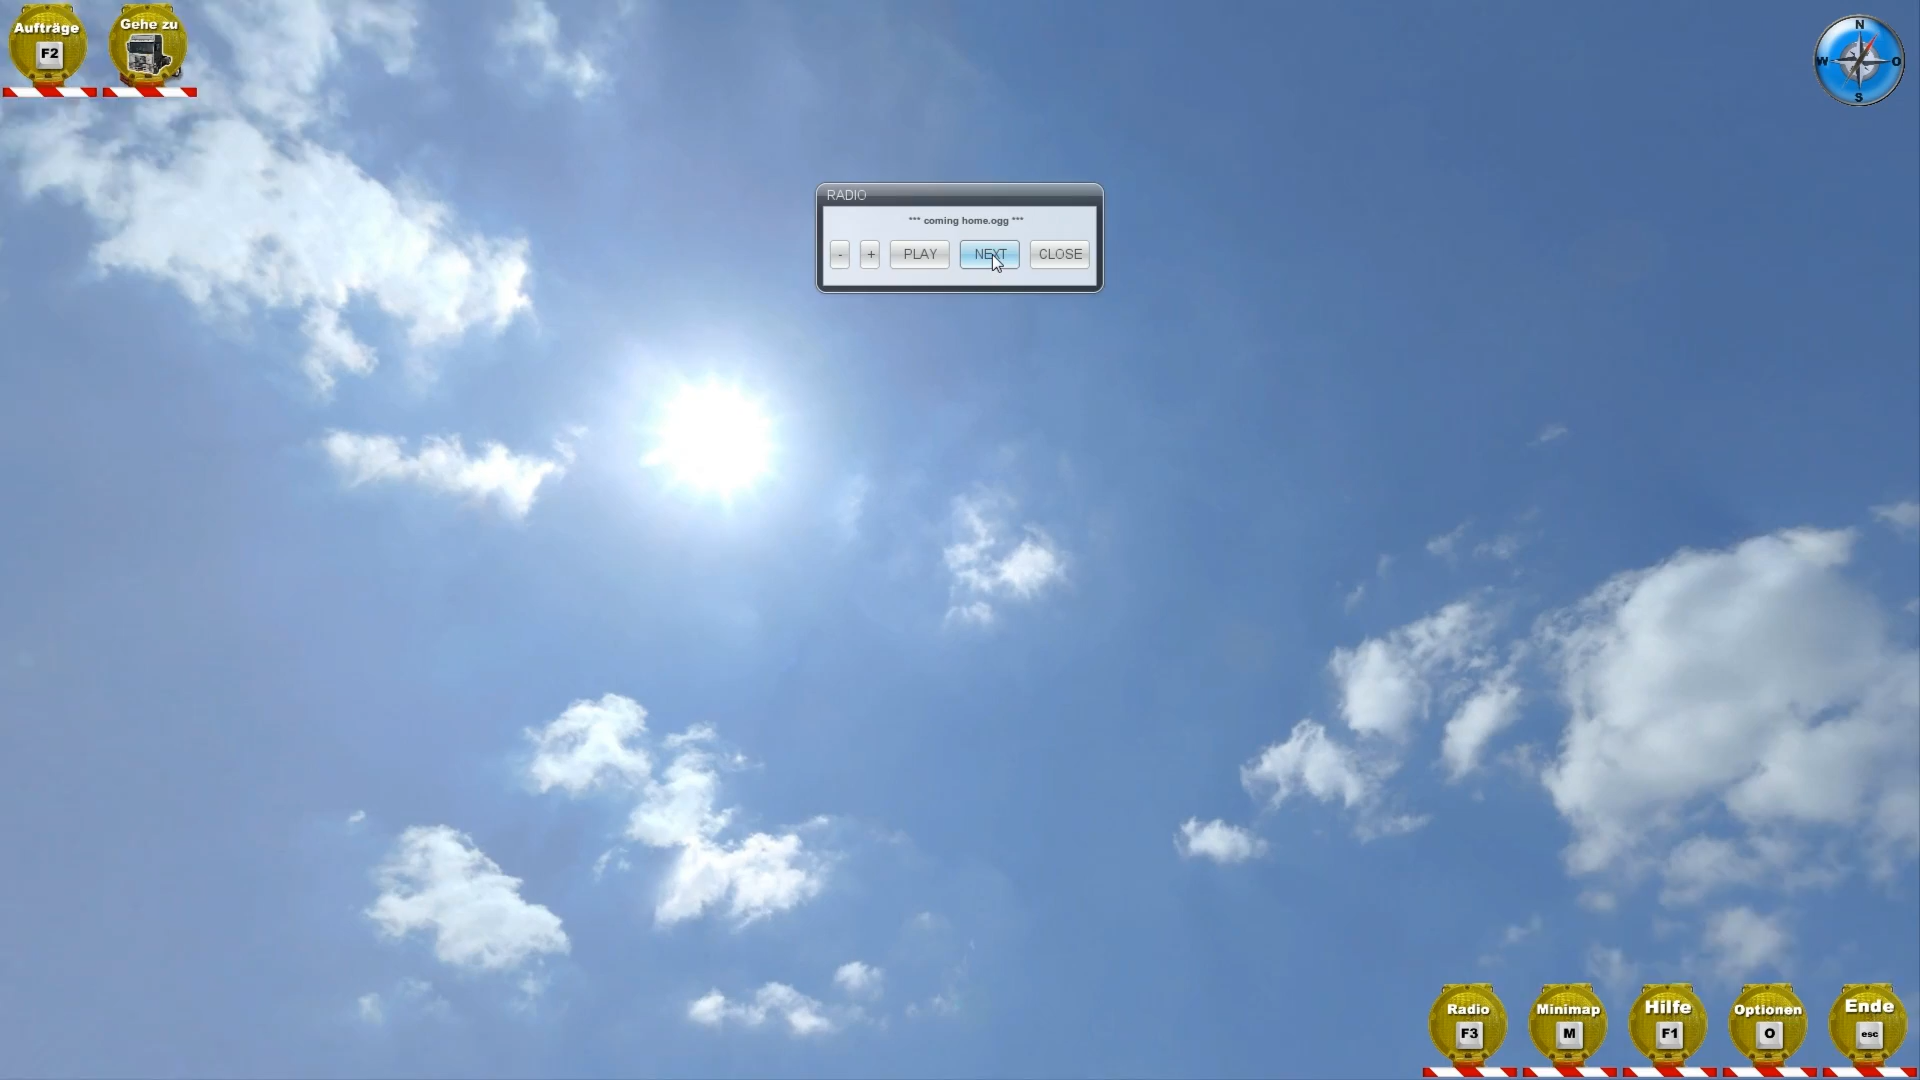 Aufträge
F2
Gehe zu
N
W
O
S
RADIO
*** coming home.ogg ***
-
+
PLAY
NEXT
CLOSE
Radio
F3
Minimap
M
Hilfe
F1
Optionen
O
Ende
esc